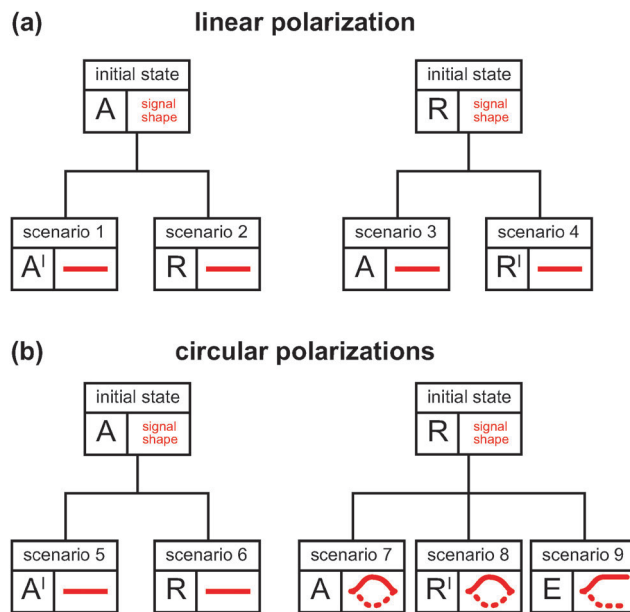 (a) linear polarization
initial state
A signal shape
initial state
R signal shape
scenario 1
A^I
scenario 2
R
scenario 3
A
scenario 4
R^I
(b) circular polarizations
initial state
A signal shape
initial state
R signal shape
scenario 5
A^I
scenario 6
R
scenario 7
A
scenario 8
R^I
scenario 9
E